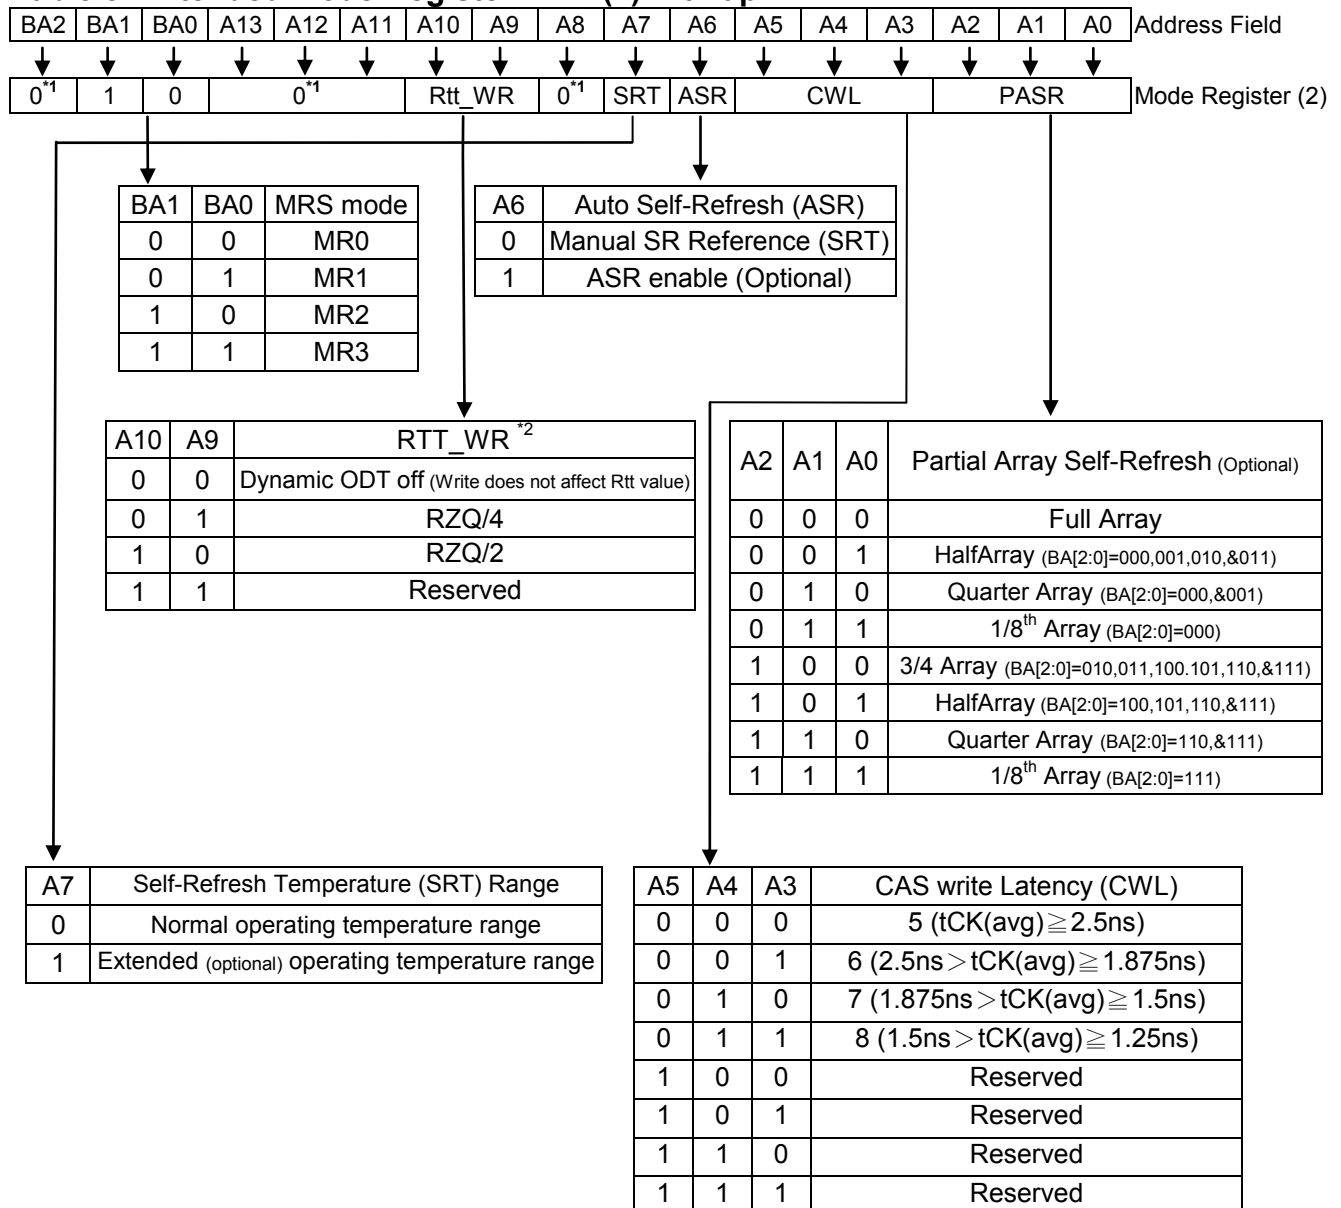 BA2 BA1 BA0 A13 A12 A11 A10 A9 A8 A7 A6 A5 A4 A3 A2 A1 A0 Address Field
0*1 1 0 0*1 Rtt_WR 0*1 SRT ASR CWL PASR Mode Register (2)
BA1 BA0 MRS mode
0 0 MR0
0 1 MR1
1 0 MR2
1 1 MR3
A6 Auto Self-Refresh (ASR)
0 Manual SR Reference (SRT)
1 ASR enable (Optional)
A10 A9 RTT_WR *2
0 0 Dynamic ODT off (Write does not affect Rtt value)
0 1 RZQ/4
1 0 RZQ/2
1 1 Reserved
A2 A1 A0 Partial Array Self-Refresh (Optional)
0 0 0 Full Array
0 0 1 HalfArray (BA[2:0]=000,001,010,&011)
0 1 0 Quarter Array (BA[2:0]=000,&001)
0 1 1 1/8th Array (BA[2:0]=000)
1 0 0 3/4 Array (BA[2:0]=010,011,100.101,110,&111)
1 0 1 HalfArray (BA[2:0]=100,101,110,&111)
1 1 0 Quarter Array (BA[2:0]=110,&111)
1 1 1 1/8th Array (BA[2:0]=111)
A7 Self-Refresh Temperature (SRT) Range
0 Normal operating temperature range
1 Extended (optional) operating temperature range
A5 A4 A3 CAS write Latency (CWL)
0 0 0 5 (tCK(avg)≧2.5ns)
0 0 1 6 (2.5ns>tCK(avg)≧1.875ns)
0 1 0 7 (1.875ns>tCK(avg)≧1.5ns)
0 1 1 8 (1.5ns>tCK(avg)≧1.25ns)
1 0 0 Reserved
1 0 1 Reserved
1 1 0 Reserved
1 1 1 Reserved